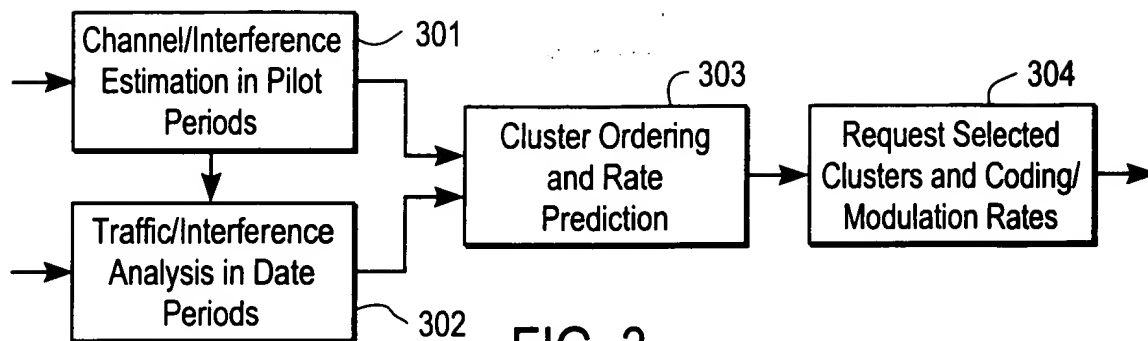 Channel/Interference
Estimation in Pilot
Periods
301
Traffic/Interference
Analysis in Date
Periods
302
Cluster Ordering
and Rate
Prediction
303
Request Selected
Clusters and Coding/
Modulation Rates
304